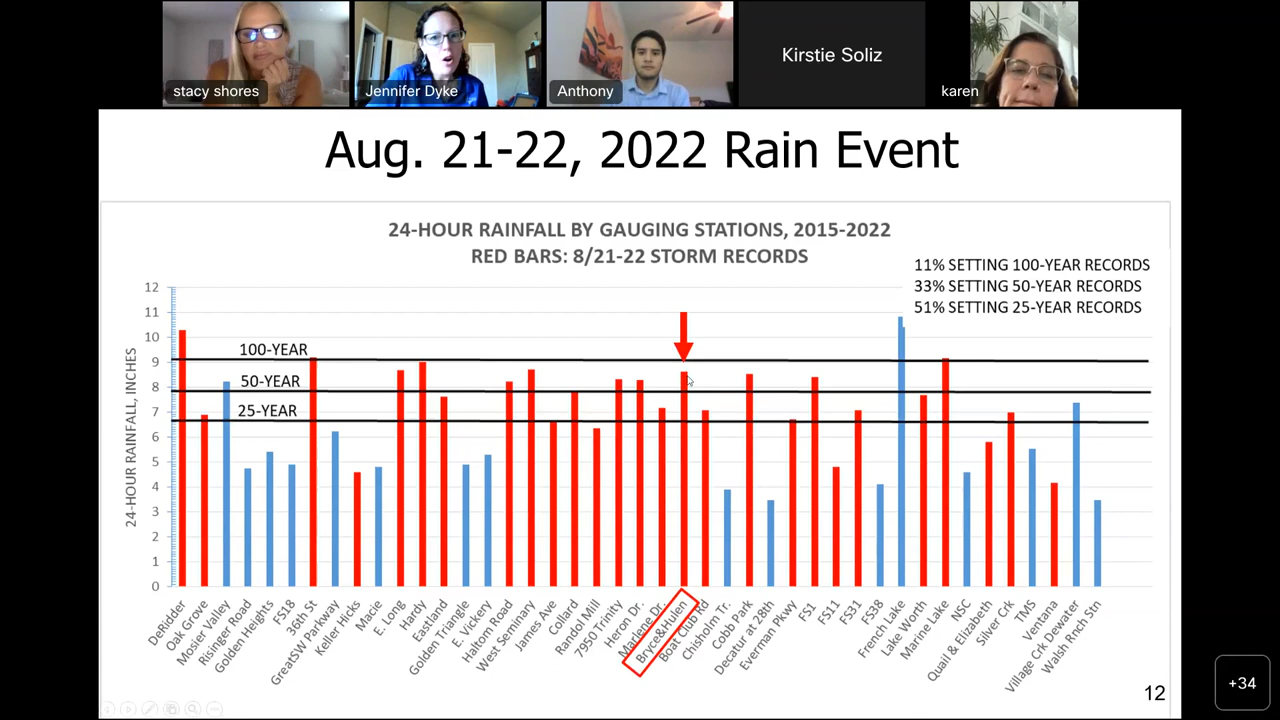 stacy shores
Jennifer Dyke
Anthony
Kirstie Soliz
karen
Aug. 21-22, 2022 Rain Event
24-HOUR RAINFALL BY GAUGING STATIONS, 2015-2022
RED BARS: 8/21-22 STORM RECORDS
11% SETTING 100-YEAR RECORDS
33% SETTING 50-YEAR RECORDS
51% SETTING 25-YEAR RECORDS
24-HOUR RAINFALL, INCHES
12
11
10
9
8
7
6
5
4
3
2
1
0
100-YEAR
50-YEAR
25-YEAR
DeRidder
Oak Grove
Mosier Valley
Risinger Road
Golden Heights
FS18
36th St
GreatSW Parkway
Keller Hicks
Macie
E. Long
Hardy
Eastland
Golden Triangle
E. Vickery
Haltom Road
West Seminary
James Ave
Collard
Randol Mill
7950 Trinity
Heron Dr.
Marlene Dr.
Bryce&Hulen
Boat Club Rd
Chisholm Tr.
Cobb Park
Decatur at 28th
Everman Pkwy
FS1
FS11
FS31
FS38
French Lake
Lake Worth
Marine Lake
NSC
Quail & Elizabeth
Silver Crk
TMS
Ventana
Village Crk Dewater
Walsh Rnch Stn
12
+34